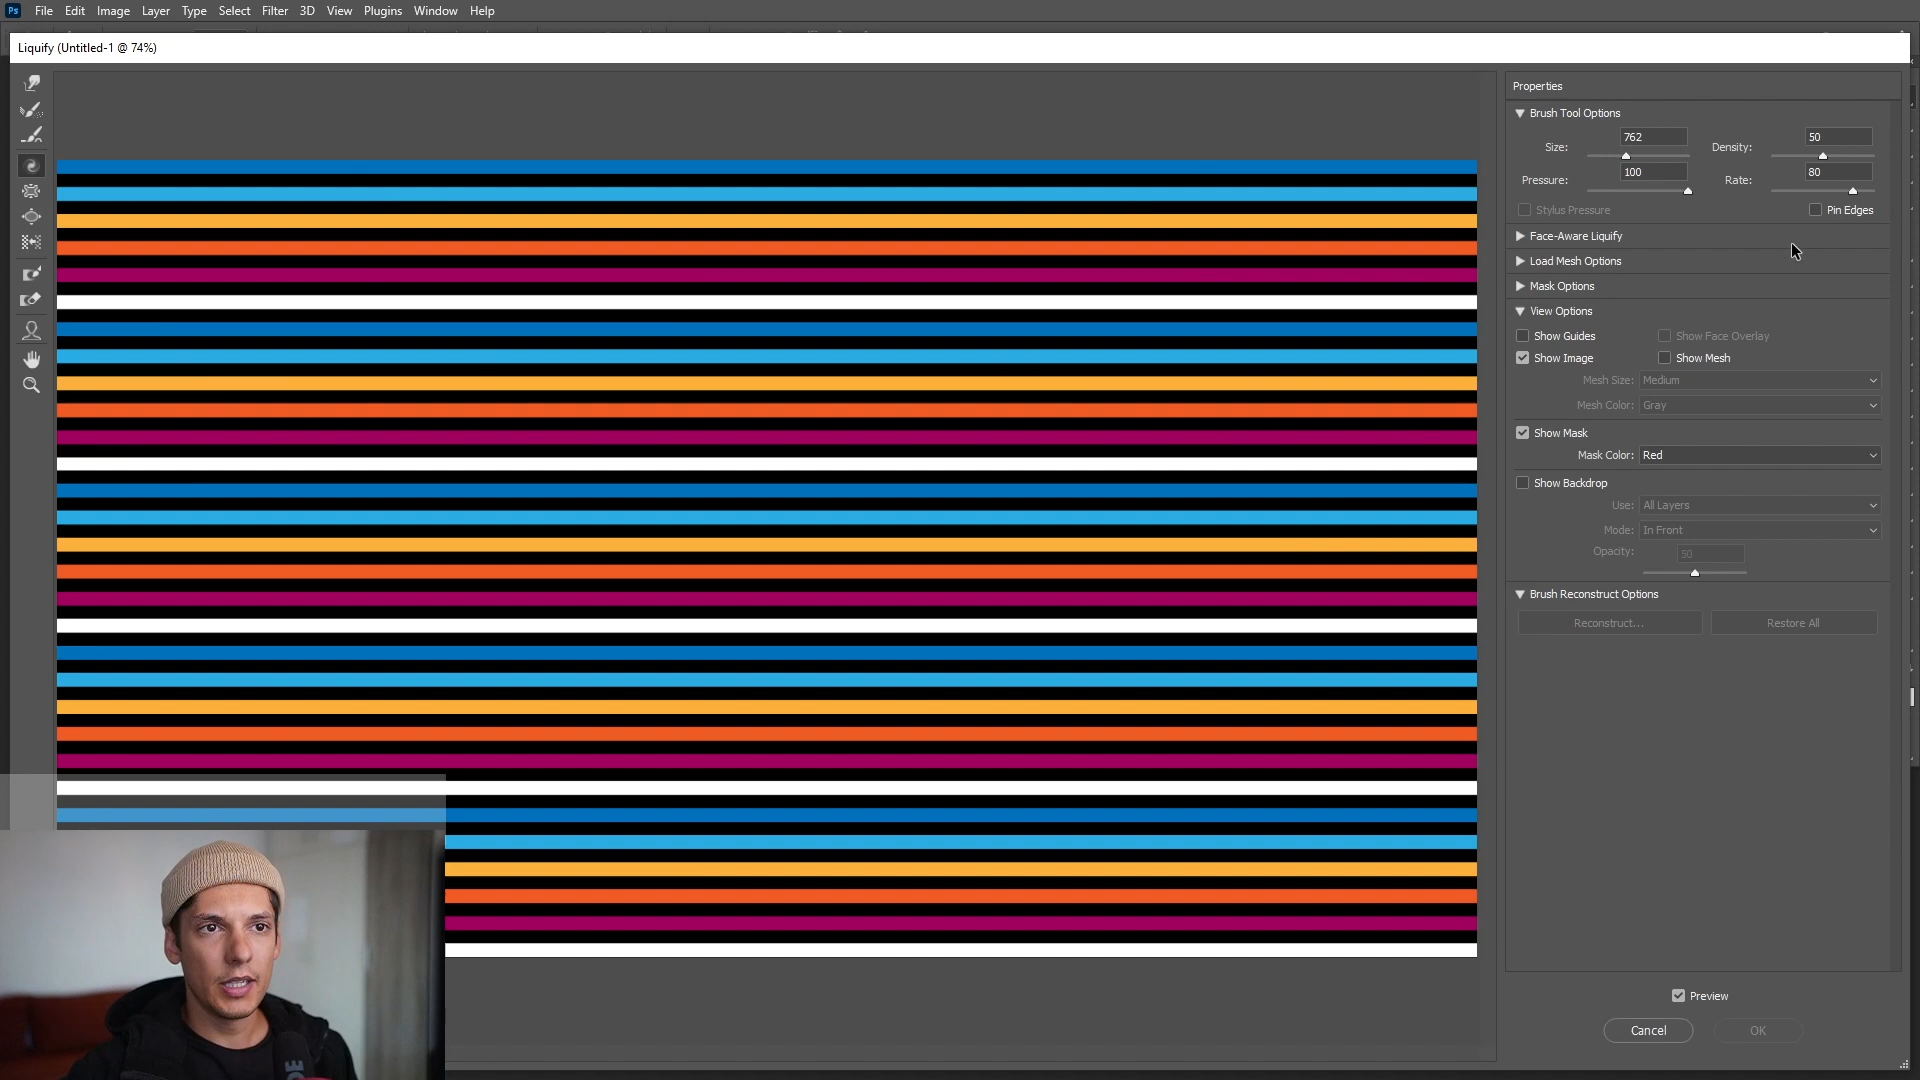 Ps File Edit Image Layer Type Select Filter 3D View Plugins Window Help
Liquify (Untitled-1 @ 74%)
Properties
Brush Tool Options
Size: 762 Density: 50
Pressure: 100 Rate: 80
Stylus Pressure Pin Edges
Face-Aware Liquify
Load Mesh Options
Mask Options
View Options
Show Guides Show Face Overlay
Show Image Show Mesh
Mesh Size: Medium
Mesh Color: Gray
Show Mask
Mask Color: Red
Show Backdrop
Use: All Layers
Mode: In Front
Opacity: 50
Brush Reconstruct Options
Reconstruct... Restore All
Preview
Cancel OK